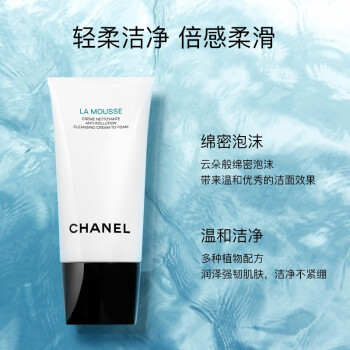 轻柔洁净 倍感柔滑
LA MOUSSE
CRÈME NETTOYANTE
ANTI-POLLUTION
CLEANSING CREAM-TO-FOAM
CHANEL
绵密泡沫
云朵般绵密泡沫
带来温和优秀的洁面效果
温和洁净
多种植物配方
润泽强韧肌肤，洁净不紧绷